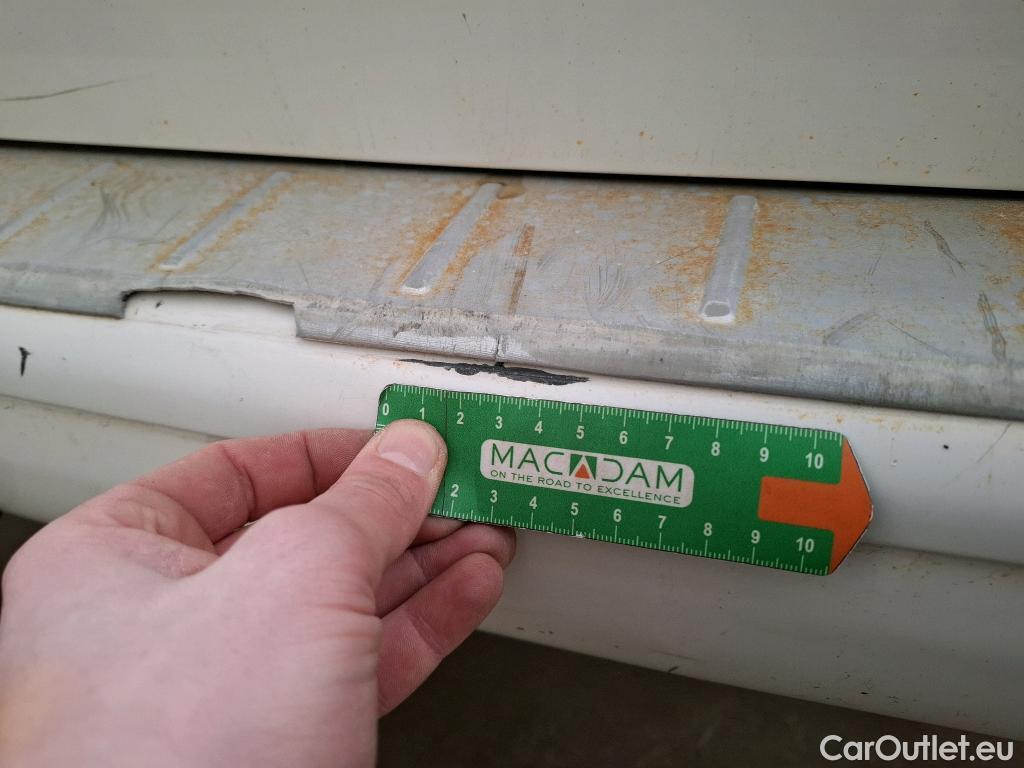 0 1 2 3 4 5 6 7 8 9 10
MACADAM
ON THE ROAD TO EXCELLENCE
2 3 4 5 6 7 8 9 10
CarOutlet.eu